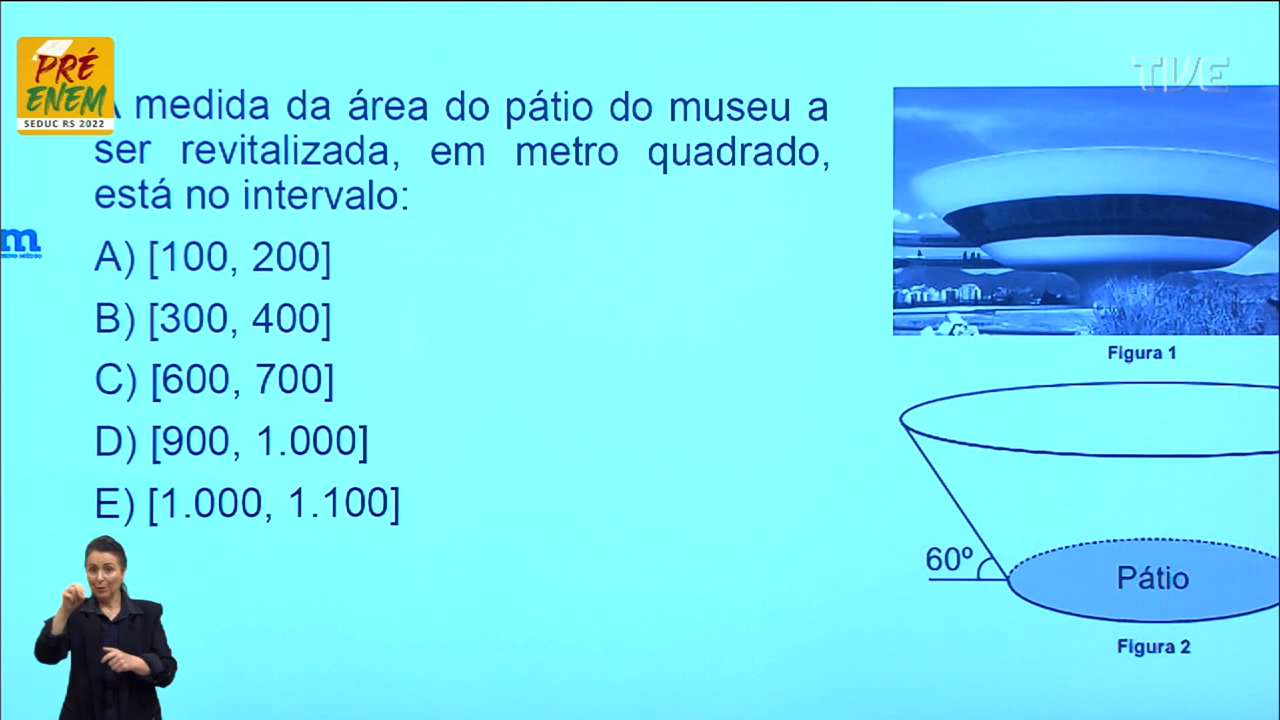 PRÉ
ENEM
SEDUC RS 2022
TVE
A medida da área do pátio do museu a
ser revitalizada, em metro quadrado,
está no intervalo:
m
A) [100, 200]
B) [300, 400]
C) [600, 700]
D) [900, 1.000]
E) [1.000, 1.100]
Figura 1
60º
Pátio
Figura 2